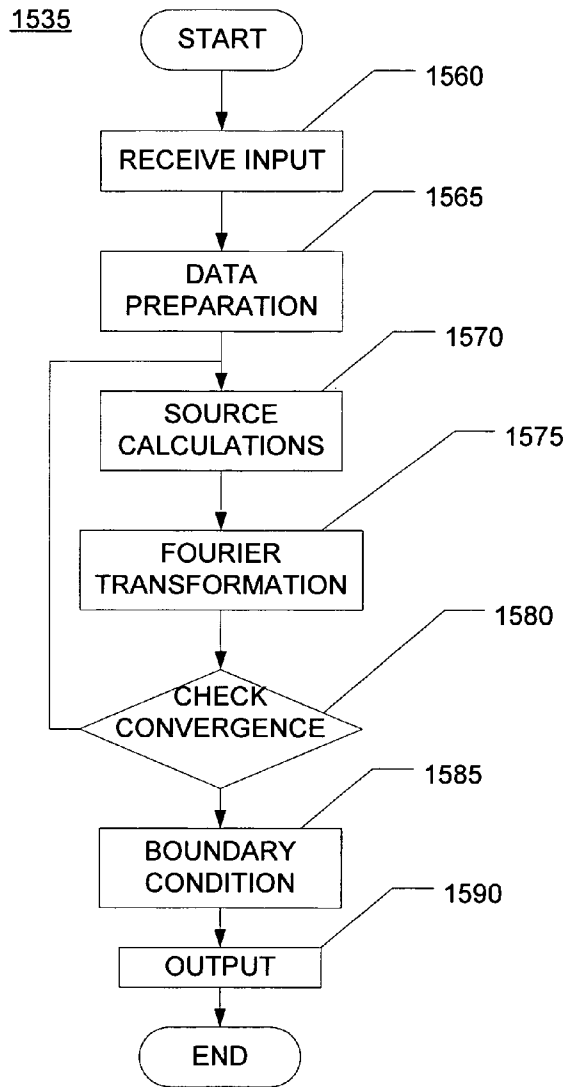 1535
START
1560
RECEIVE INPUT
1565
DATA
PREPARATION
1570
SOURCE
CALCULATIONS
1575
FOURIER
TRANSFORMATION
1580
CHECK
CONVERGENCE
1585
BOUNDARY
CONDITION
1590
OUTPUT
END